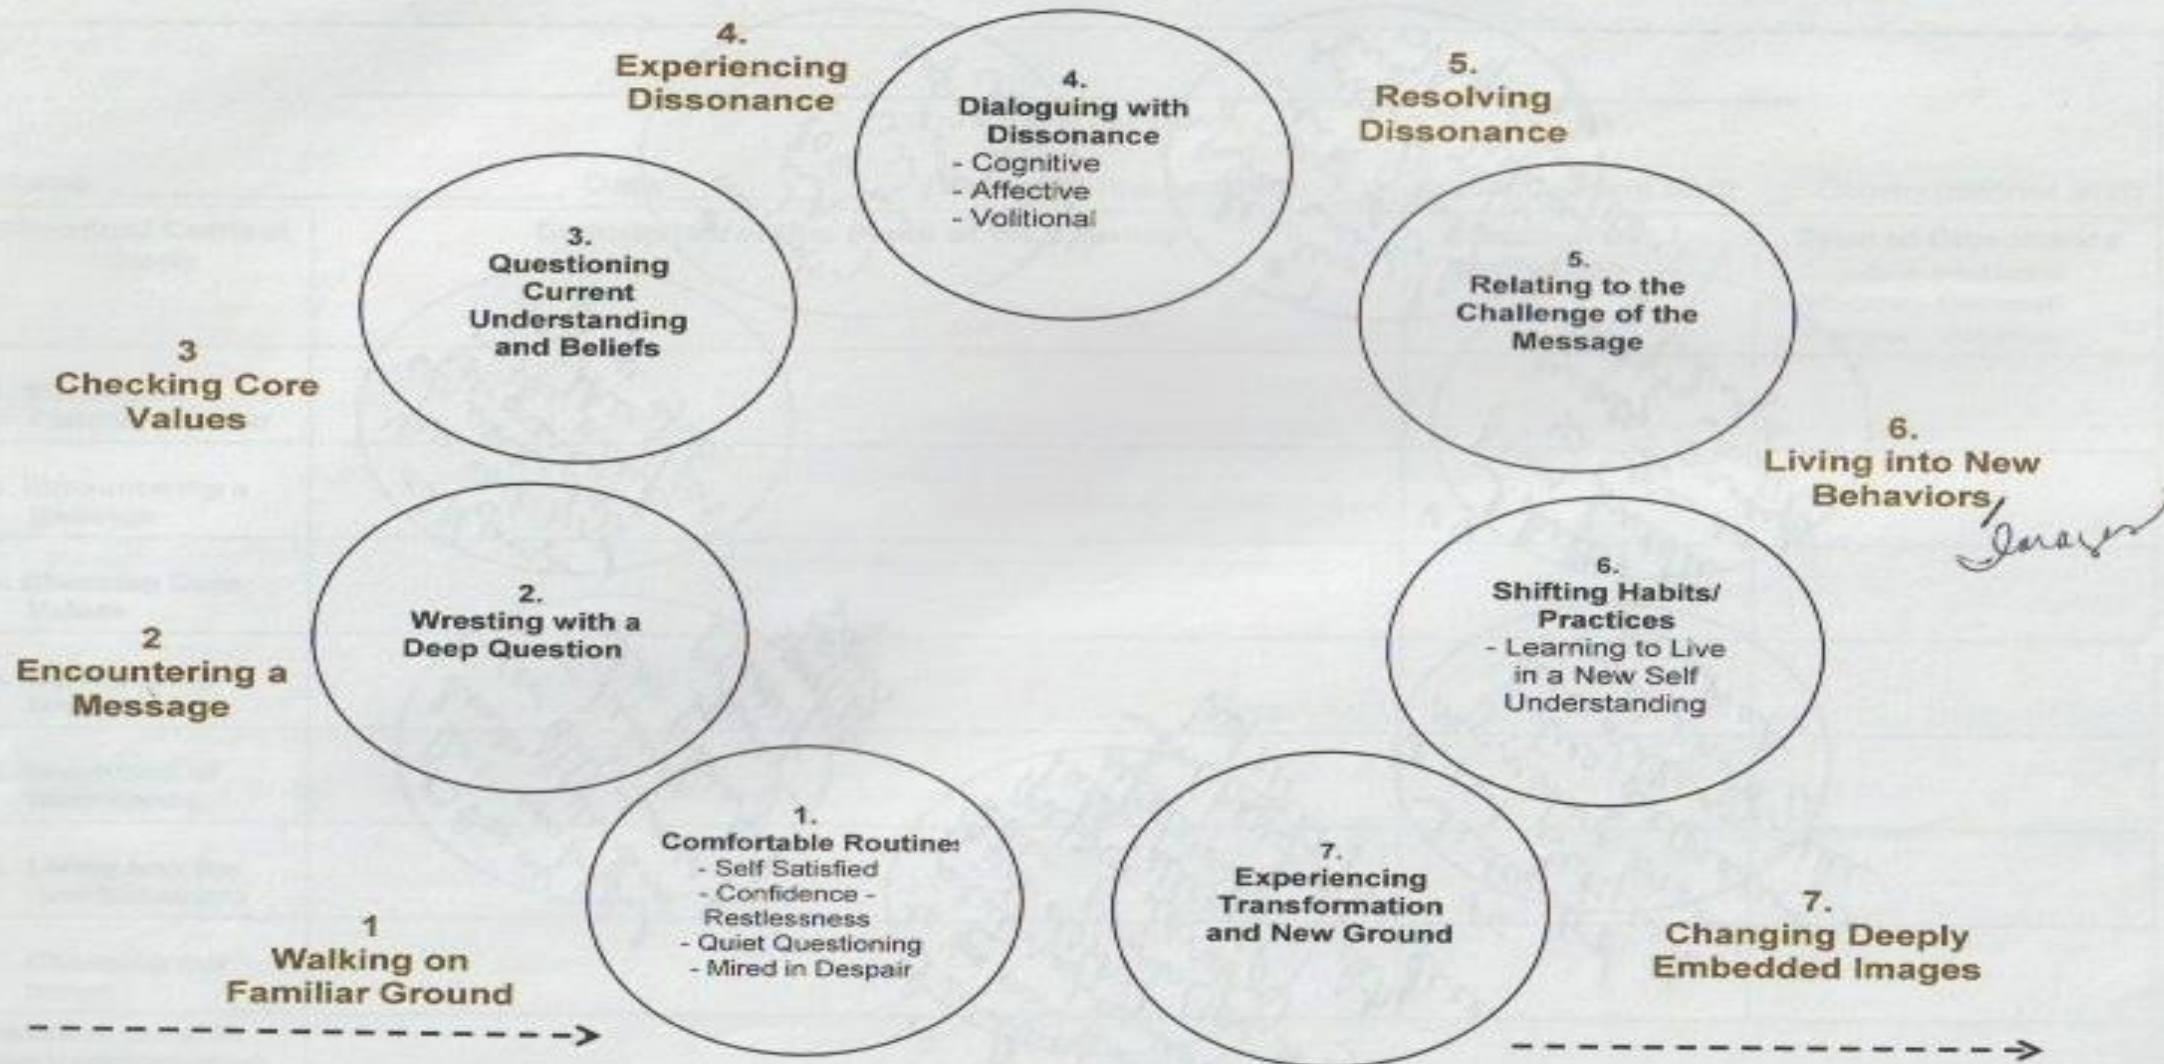 4.
Experiencing
Dissonance
4.
Dialoguing with
Dissonance
- Cognitive
- Affective
- Volitional
5.
Resolving
Dissonance
3.
Questioning
Current
Understanding
and Beliefs
5.
Relating to the
Challenge of the
Message
3
Checking Core
Values
6.
Living into New
Behaviors
2.
Wresting with a
Deep Question
6.
Shifting Habits/
Practices
- Learning to Live
in a New Self
Understanding
2
Encountering a
Message
1.
Comfortable Routine
- Self Satisfied
- Confidence -
Restlessness
- Quiet Questioning
- Mired in Despair
7.
Experiencing
Transformation
and New Ground
1
Walking on
Familiar Ground
7.
Changing Deeply
Embedded Images